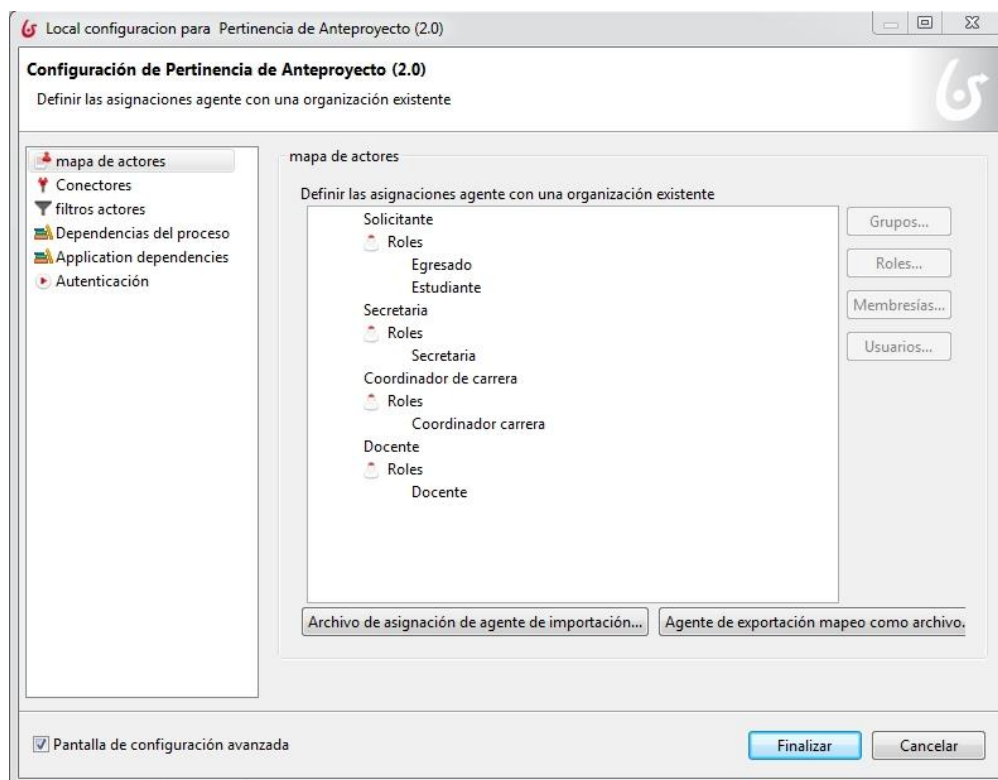 Local configuracion para Pertinencia de Anteproyecto (2.0)
Configuración de Pertinencia de Anteproyecto (2.0)
Definir las asignaciones agente con una organización existente
mapa de actores
Conectores
filtros actores
Dependencias del proceso
Application dependencies
Autenticación
mapa de actores
Definir las asignaciones agente con una organización existente
Solicitante
Roles
Egresado
Estudiante
Secretaria
Roles
Secretaria
Coordinador de carrera
Roles
Coordinador carrera
Docente
Roles
Docente
Grupos...
Roles...
Membresías...
Usuarios...
Archivo de asignación de agente de importación...
Agente de exportación mapeo como archivo.
Pantalla de configuración avanzada
Finalizar
Cancelar